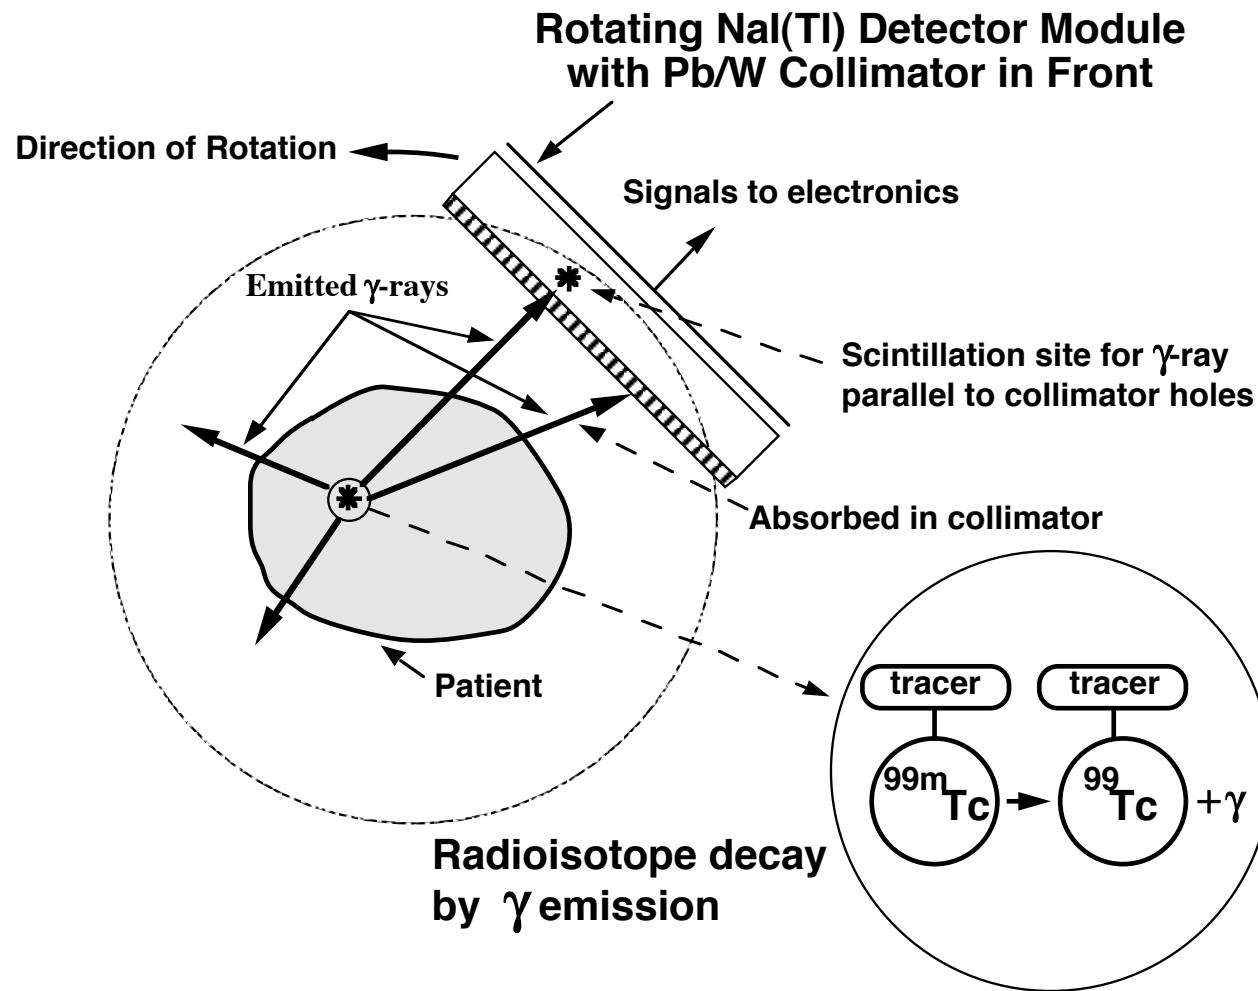 Rotating NaI(Tl) Detector Module
with Pb/W Collimator in Front
Direction of Rotation
Signals to electronics
Emitted γ-rays
Scintillation site for γ-ray
parallel to collimator holes
Absorbed in collimator
Patient
tracer
tracer
99mTc
99Tc
+γ
Radioisotope decay
by γ emission